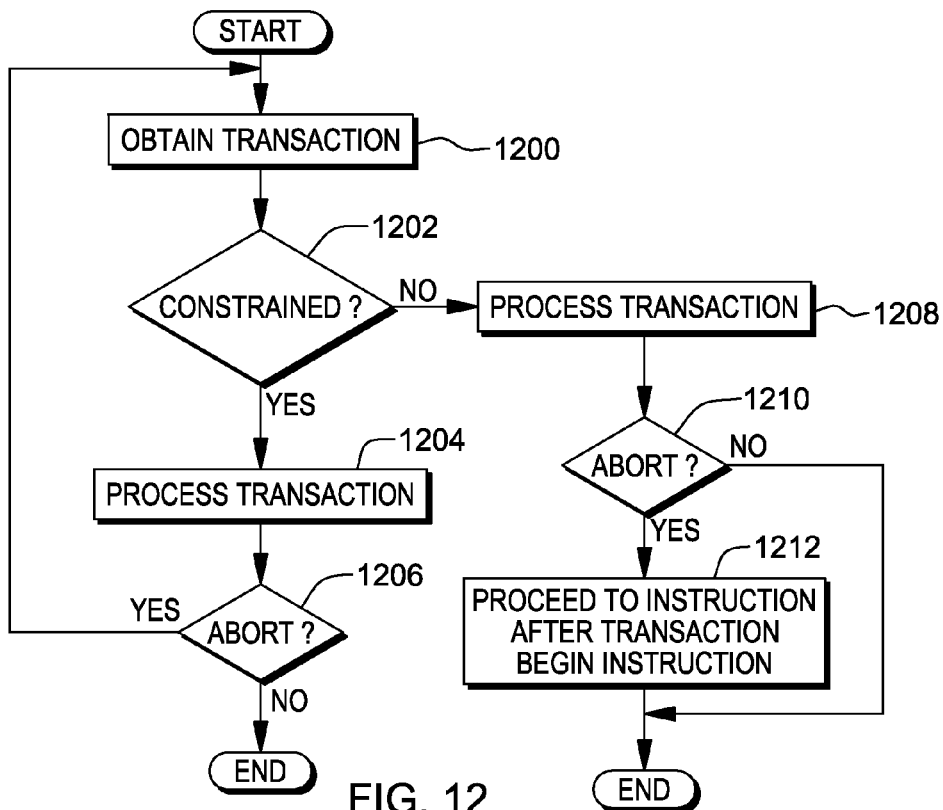 START
OBTAIN TRANSACTION
1200
1202
CONSTRAINED ?
NO
PROCESS TRANSACTION
1208
YES
1210
ABORT ?
NO
1204
PROCESS TRANSACTION
YES
1212
PROCEED TO INSTRUCTION
AFTER TRANSACTION
BEGIN INSTRUCTION
1206
YES
ABORT ?
NO
END
END
FIG. 12